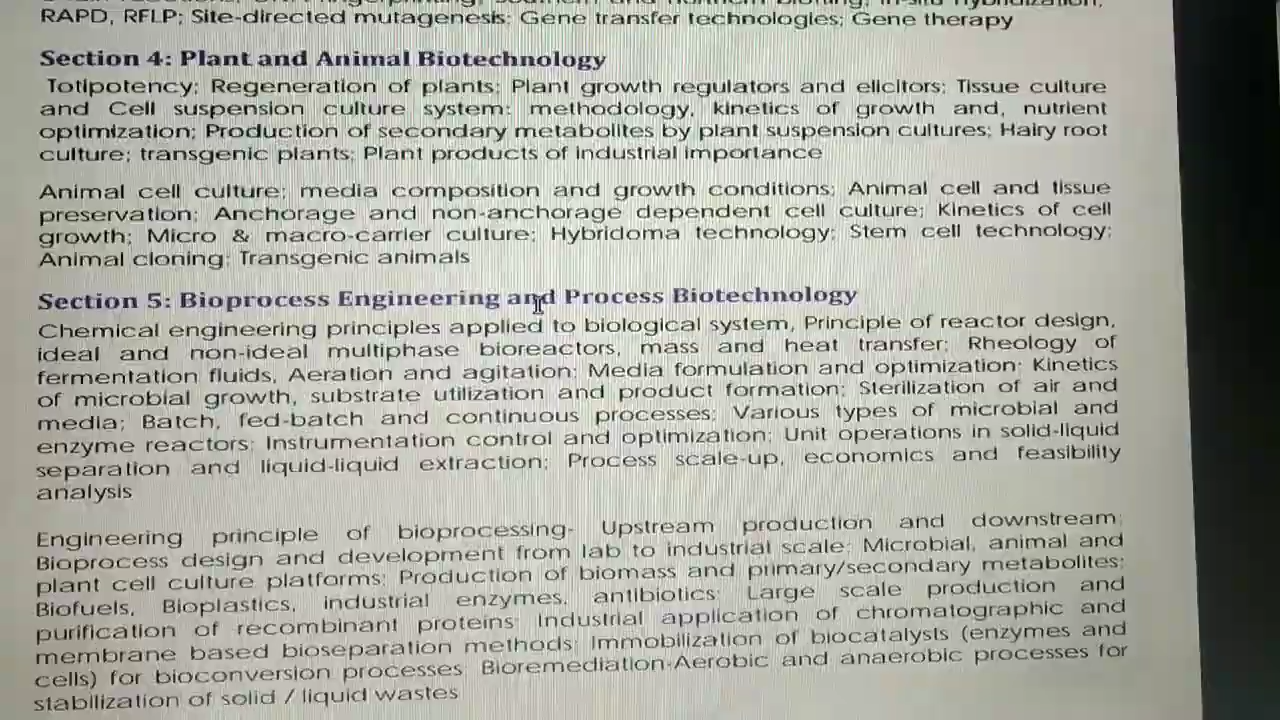 RAPD, RFLP; Site-directed mutagenesis; Gene transfer technologies; Gene therapy
Section 4: Plant and Animal Biotechnology
Totipotency; Regeneration of plants; Plant growth regulators and elicitors; Tissue culture
and Cell suspension culture system: methodology, kinetics of growth and, nutrient
optimization; Production of secondary metabolites by plant suspension cultures; Hairy root
culture; transgenic plants; Plant products of industrial importance
Animal cell culture; media composition and growth conditions; Animal cell and tissue
preservation; Anchorage and non-anchorage dependent cell culture; Kinetics of cell
growth; Micro & macro-carrier culture; Hybridoma technology; Stem cell technology;
Animal cloning; Transgenic animals
Section 5: Bioprocess Engineering and Process Biotechnology
Chemical engineering principles applied to biological system, Principle of reactor design,
ideal and non-ideal multiphase bioreactors, mass and heat transfer; Rheology of
fermentation fluids, Aeration and agitation; Media formulation and optimization; Kinetics
of microbial growth, substrate utilization and product formation; Sterilization of air and
media; Batch, fed-batch and continuous processes; Various types of microbial and
enzyme reactors; Instrumentation control and optimization; Unit operations in solid-liquid
separation and liquid-liquid extraction; Process scale-up, economics and feasibility
analysis
Engineering principle of bioprocessing- Upstream production and downstream;
Bioprocess design and development from lab to industrial scale; Microbial, animal and
plant cell culture platforms; Production of biomass and primary/secondary metabolites;
Biofuels, Bioplastics, industrial enzymes, antibiotics; Large scale production and
purification of recombinant proteins; Industrial application of chromatographic and
membrane based bioseparation methods; Immobilization of biocatalysts (enzymes and
cells) for bioconversion processes; Bioremediation-Aerobic and anaerobic processes for
stabilization of solid / liquid wastes